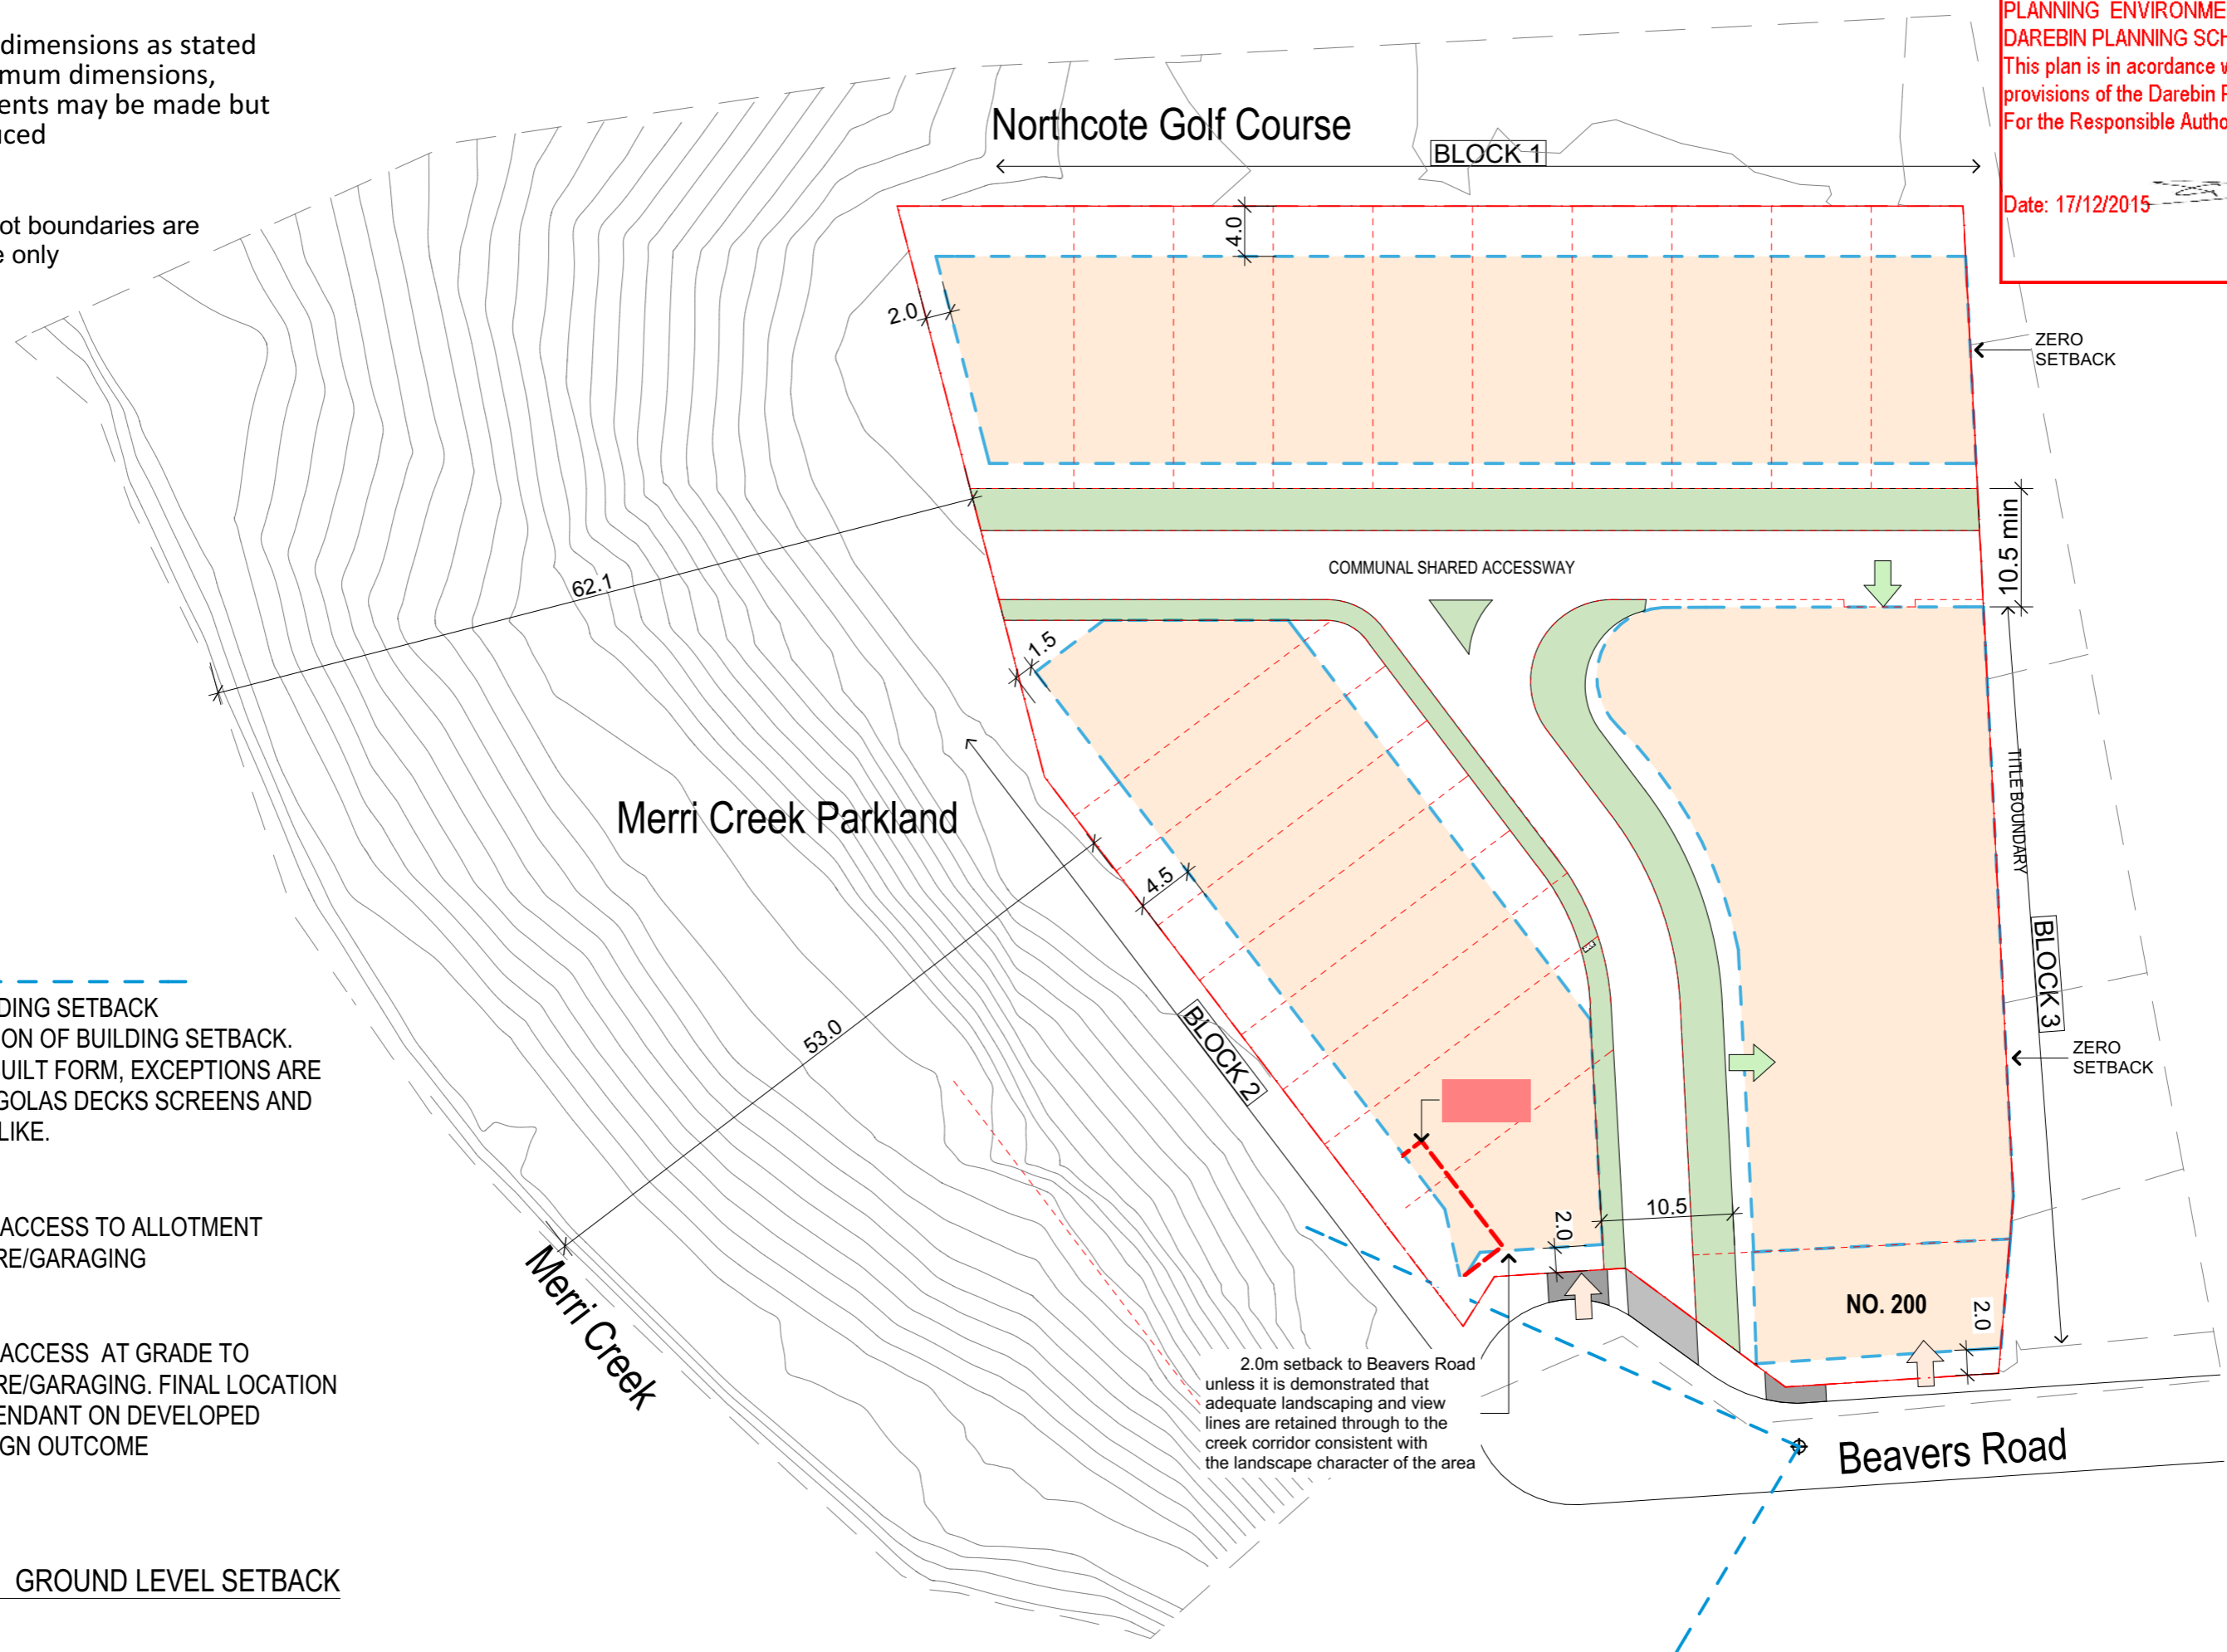 dimensions as stated
mum dimensions,
ents may be made but
ced
ot boundaries are
only
PLANNING ENVIRONME
DAREBIN PLANNING SCH
This plan is in acordance
provisions of the Darebin
For the Responsible Autho
Date: 17/12/2015
Northcote Golf Course
BLOCK 1
4.0
2.0
ZERO
SETBACK
10.5 min
COMMUNAL SHARED ACCESSWAY
62.1
1.5
TITLE BOUNDARY
Merri Creek Parkland
4.5
BLOCK 3
53.0
BLOCK 2
ZERO
SETBACK
DING SETBACK
ON OF BUILDING SETBACK.
UILT FORM, EXCEPTIONS ARE
GOLAS DECKS SCREENS AND
LIKE.
ACCESS TO ALLOTMENT
RE/GARAGING
ACCESS AT GRADE TO
RE/GARAGING. FINAL LOCATION
ENDANT ON DEVELOPED
GN OUTCOME
Merri Creek
2.0
10.5
NO. 200
2.0
2.0m setback to Beavers Road
unless it is demonstrated that
adequate landscaping and view
lines are retained through to the
creek corridor consistent with
the landscape character of the area
Beavers Road
GROUND LEVEL SETBACK